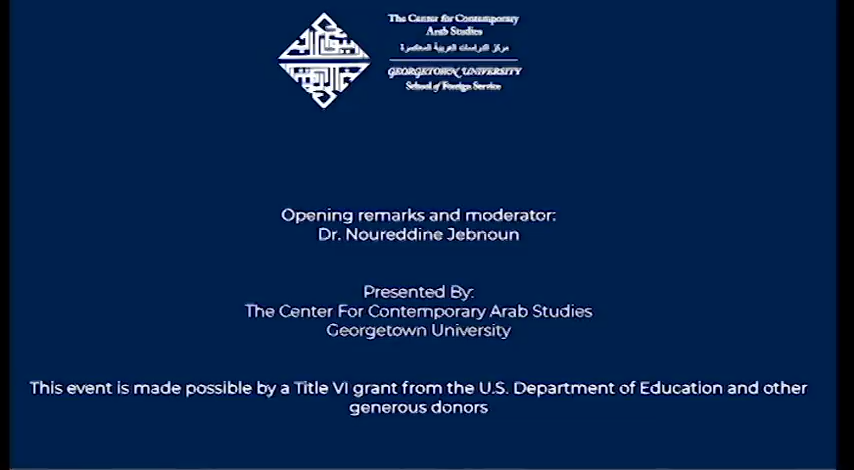 The Center for Contemporary
Arab Studies
مركز الدراسات العربية المعاصرة
GEORGETOWN UNIVERSITY
School of Foreign Service
Opening remarks and moderator:
Dr. Noureddine Jebnoun
Presented By:
The Center For Contemporary Arab Studies
Georgetown University
This event is made possible by a Title VI grant from the U.S. Department of Education and other
generous donors